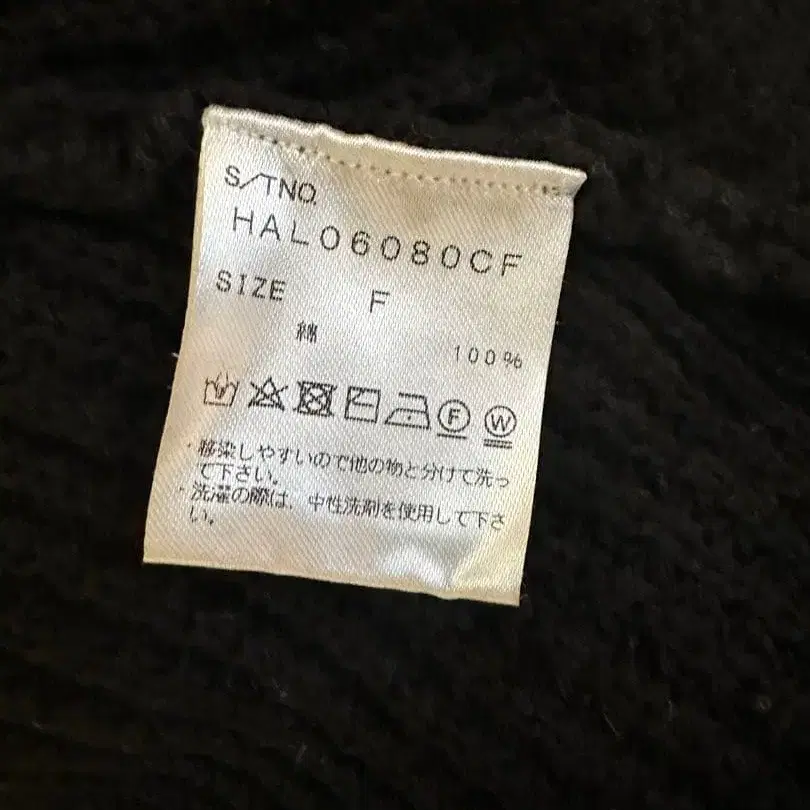 S/TNO.
HAL06080CF
SIZE F
綿 100%
F W
・移染しやすいので他の物と分けて洗っ
て下さい。
・洗濯の際は、中性洗剤を使用して下さ
い。